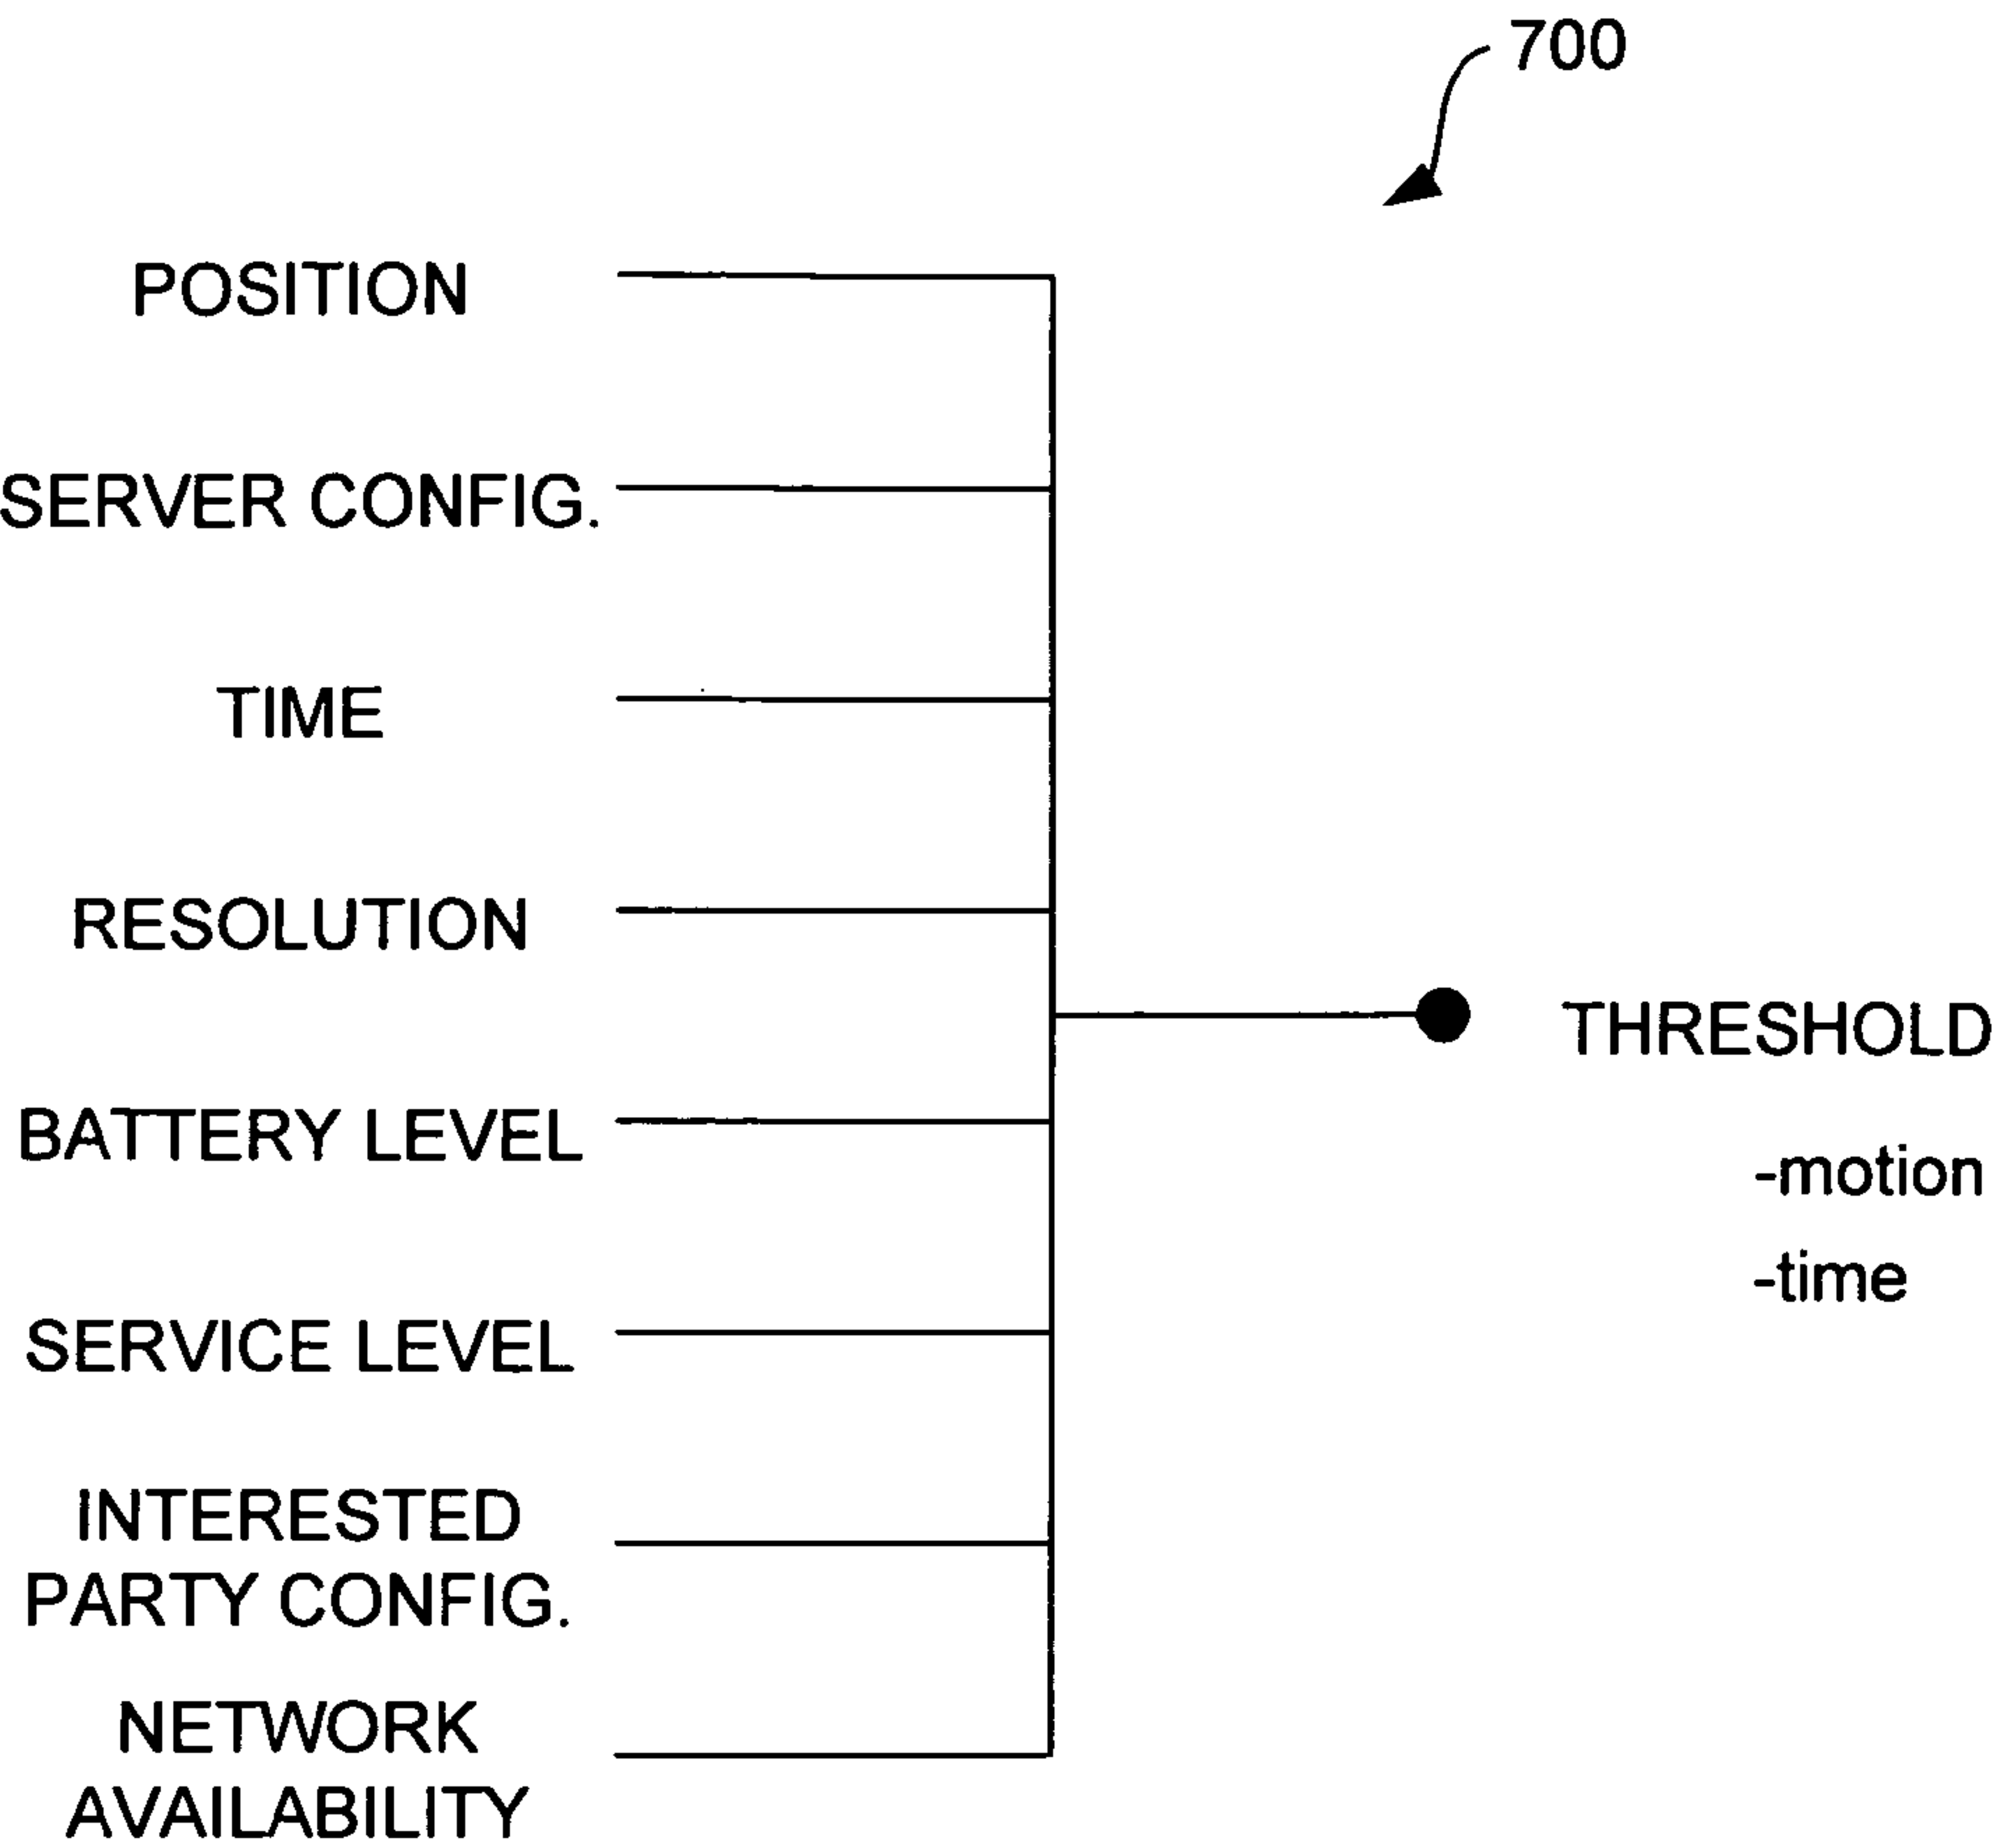 700
POSITION
SERVER CONFIG.
TIME
RESOLUTION
THRESHOLD
BATTERY LEVEL
-motion
-time
SERVICE LEVEL
INTERESTED
PARTY CONFIG.
NETWORK
AVAILABILITY